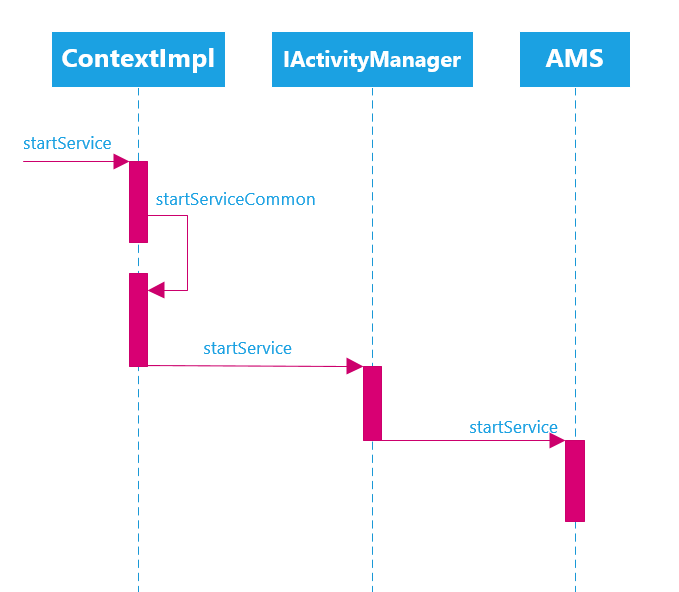 ContextImpl
IActivityManager
AMS
startService
startServiceCommon
startService
startService